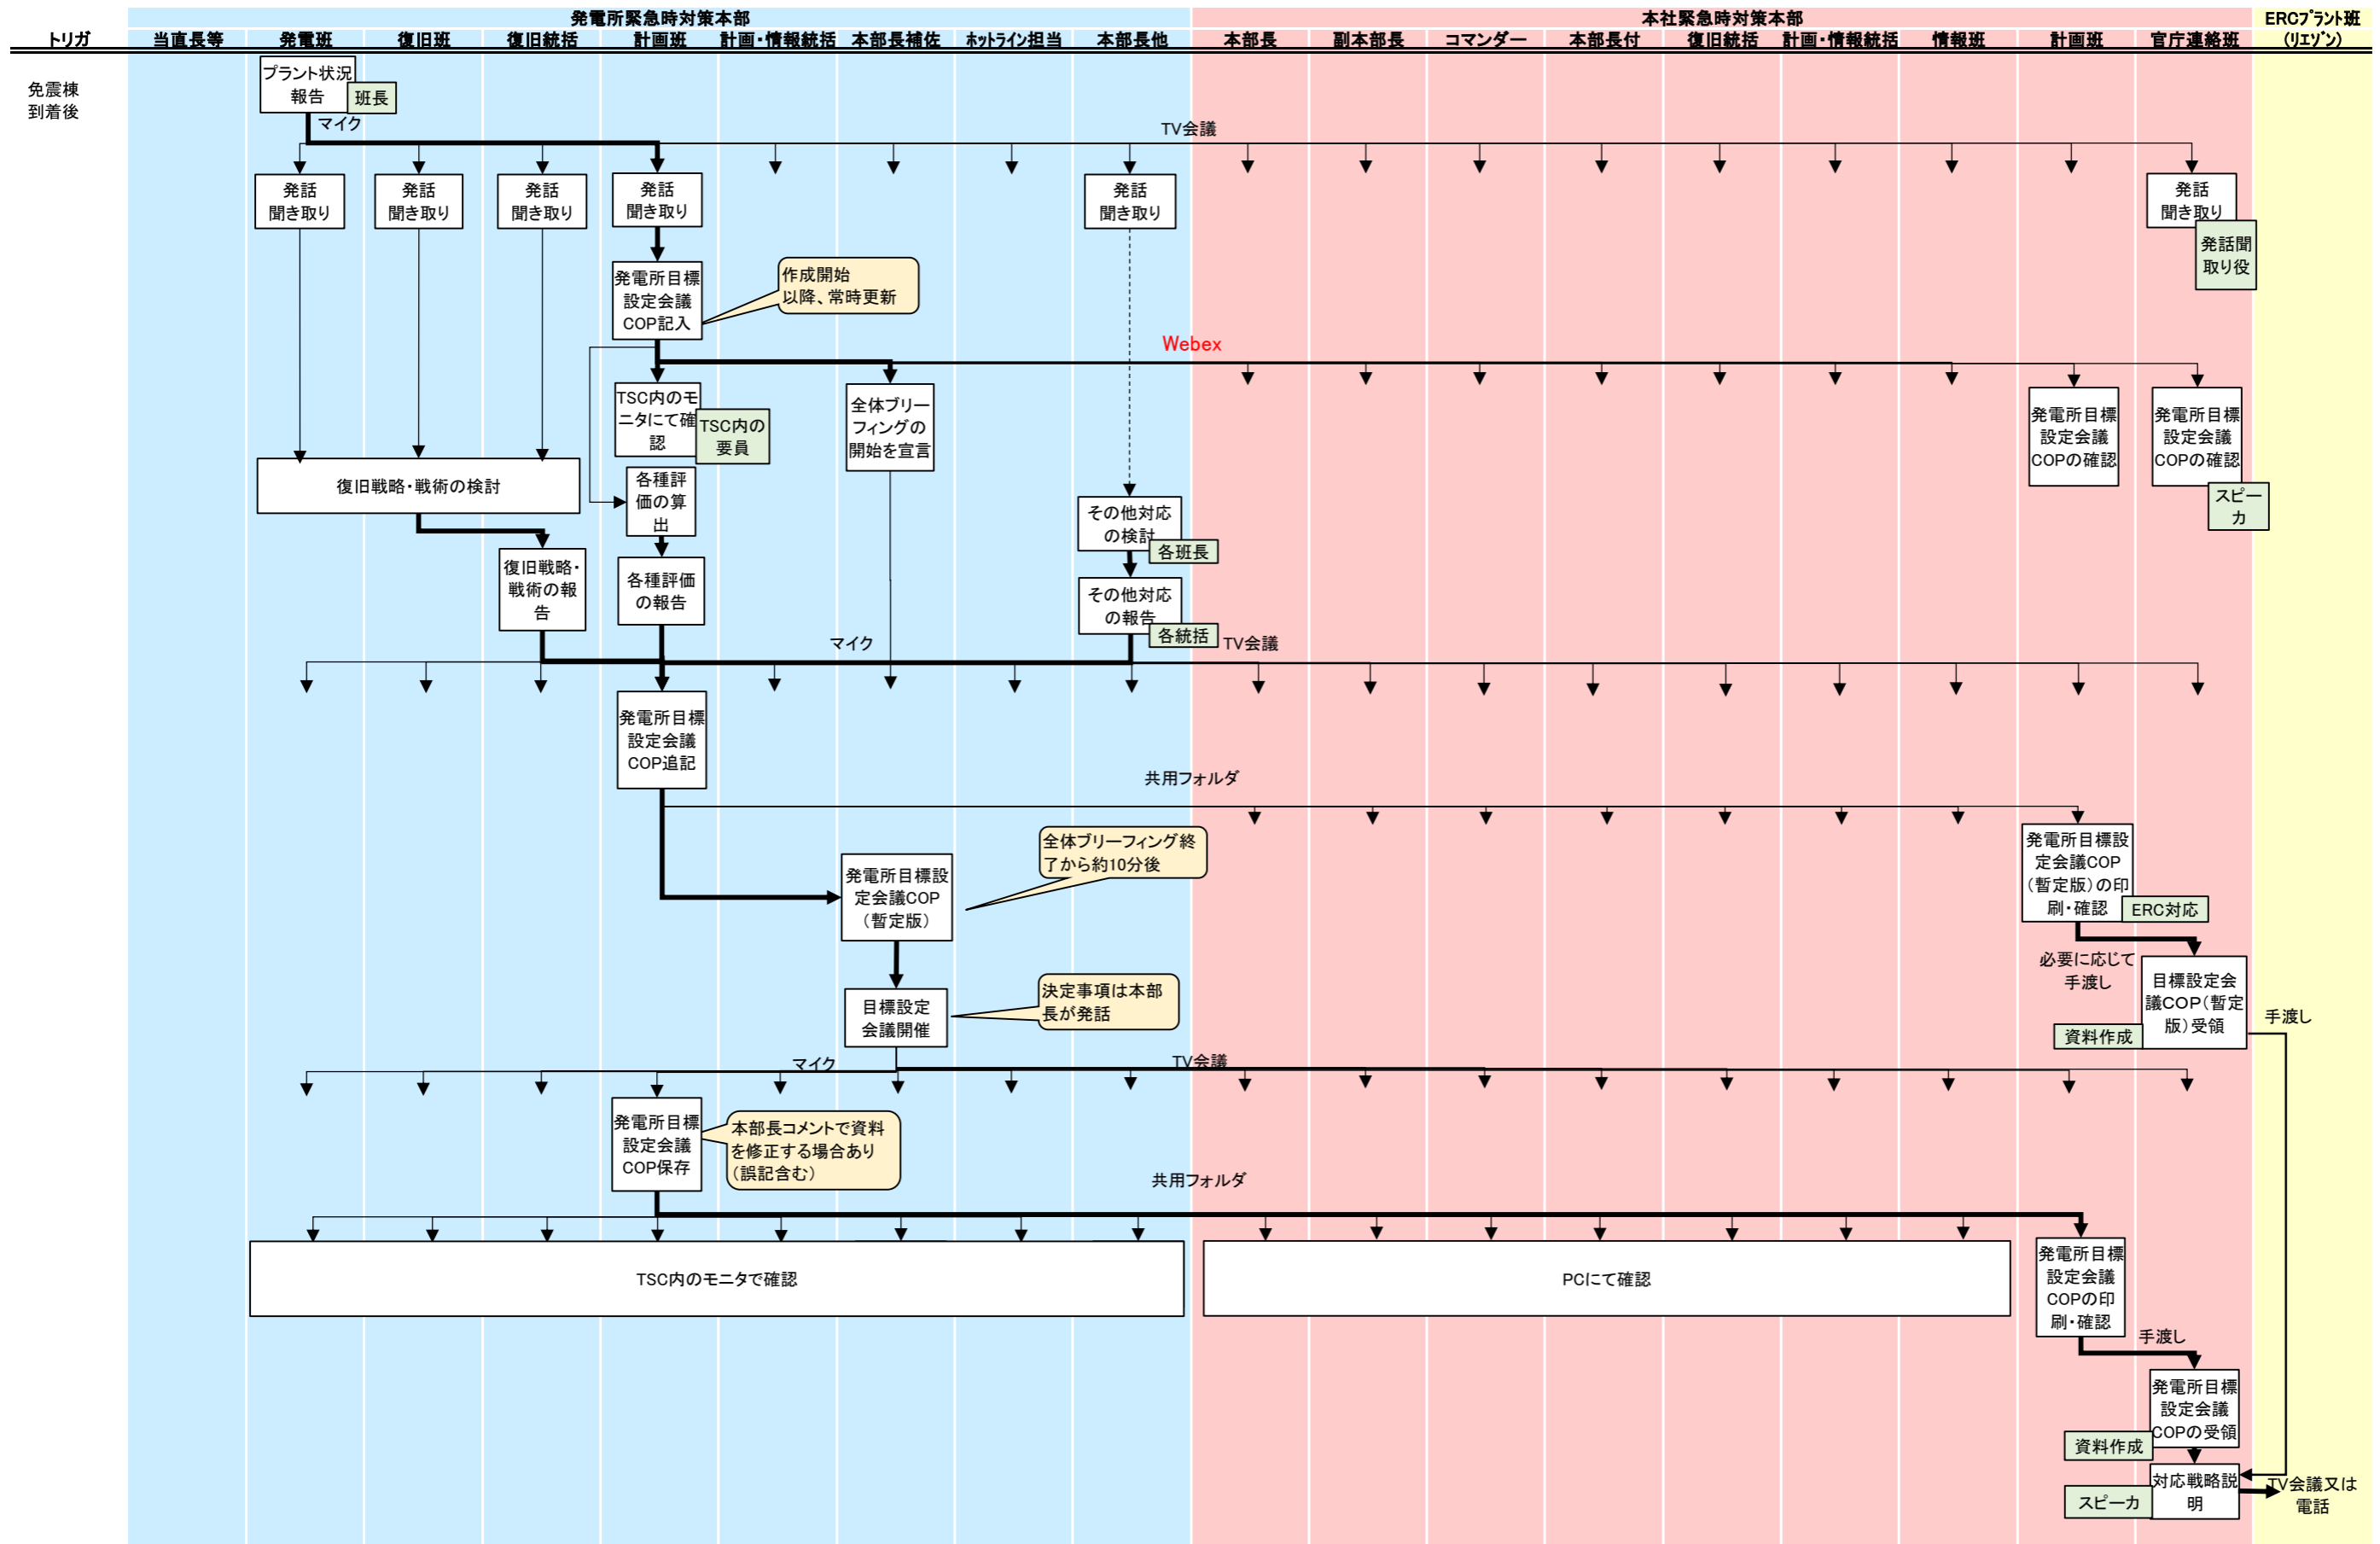 発電所緊急時対策本部
本社緊急時対策本部
ERCﾌﾟﾗﾝﾄ班
トリガ
当直長等
発電班
復旧班
復旧統括
計画班
計画・情報統括
本部長補佐
ﾎｯﾄﾗｲﾝ担当
本部長他
本部長
副本部長
コマンダー
本部長付
復旧統括
計画・情報統括
情報班
計画班
官庁連絡班
(ﾘｴｿﾞﾝ)
免震棟
到着後
プラント状況
報告
班長
マイク
TV会議
発話
聞き取り
発話
聞き取り
発話
聞き取り
発話
聞き取り
発話
聞き取り
発話
聞き取り
発話聞
取り役
発電所目標
設定会議
COP記入
作成開始
以降、常時更新
Webex
TSC内のモ
ニタにて確
認
TSC内の
要員
全体ブリー
フィングの
開始を宣言
発電所目標
設定会議
COPの確認
発電所目標
設定会議
COPの確認
スピー
カ
復旧戦略・戦術の検討
各種評
価の算
出
その他対応
の検討
各班長
復旧戦略・
戦術の報
告
各種評価
の報告
その他対応
の報告
各統括
マイク
TV会議
発電所目標
設定会議
COP追記
共用フォルダ
全体ブリーフィング終
了から約10分後
発電所目標設
定会議COP
（暫定版）
発電所目標設
定会議COP
（暫定版）の印
刷・確認
ERC対応
必要に応じて
手渡し
目標設定会
議COP（暫定
版）受領
資料作成
手渡し
目標設定
会議開催
決定事項は本部
長が発話
マイク
TV会議
発電所目標
設定会議
COP保存
本部長コメントで資料
を修正する場合あり
（誤記含む）
共用フォルダ
TSC内のモニタで確認
PCにて確認
発電所目標
設定会議
COPの印
刷・確認
手渡し
発電所目標
設定会議
COPの受領
資料作成
対応戦略説
明
スピーカ
TV会議又は
電話